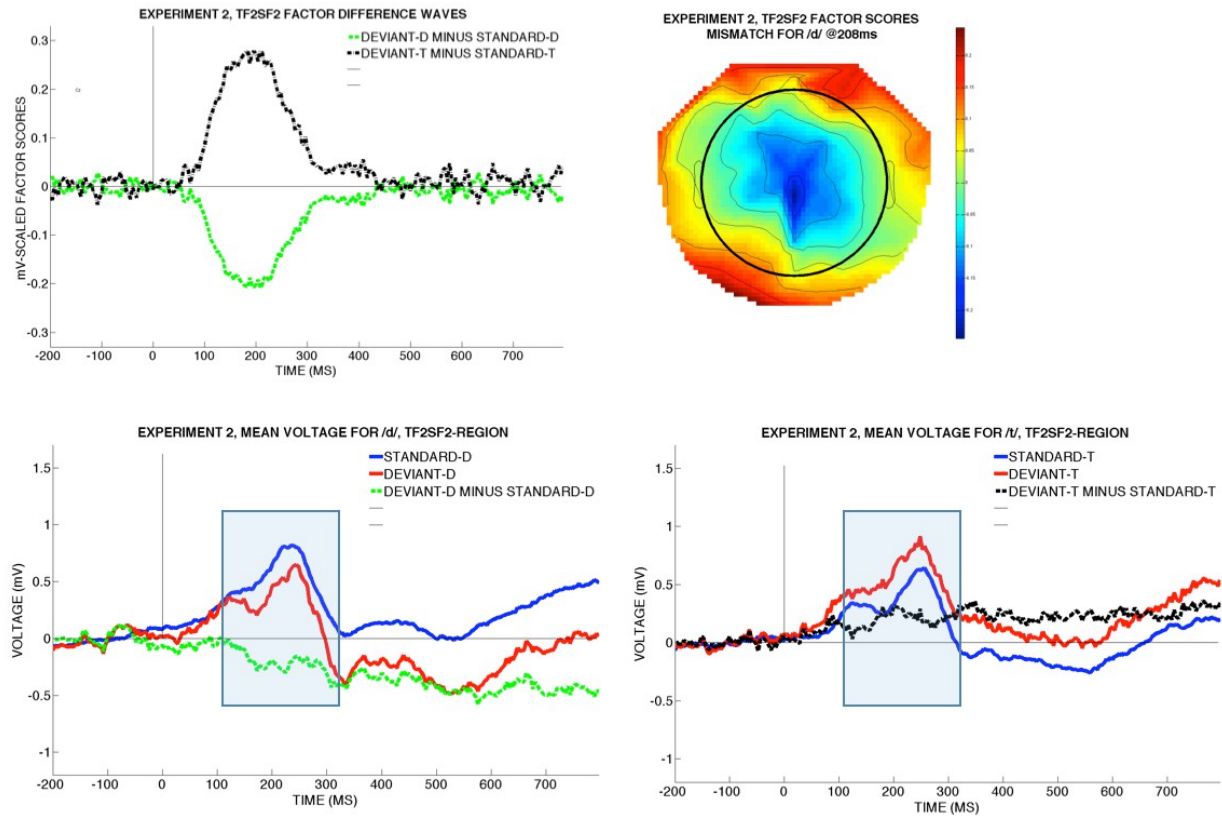 EXPERIMENT 2, TF2SF2 FACTOR DIFFERENCE WAVES
DEVIANT-D MINUS STANDARD-D
DEVIANT-T MINUS STANDARD-T
0.3
0.2
0.1
0
-0.1
-0.2
-0.3
mV-SCALED FACTOR SCORES
-200 -100 0 100 200 300 400 500 600 700
TIME (MS)
EXPERIMENT 2, TF2SF2 FACTOR SCORES
MISMATCH FOR /d/ @208ms
EXPERIMENT 2, MEAN VOLTAGE FOR /d/, TF2SF2-REGION
STANDARD-D
DEVIANT-D
DEVIANT-D MINUS STANDARD-D
1.5
1
0.5
0
-0.5
-1
VOLTAGE (mV)
-200 -100 0 100 200 300 400 500 600 700
TIME (MS)
EXPERIMENT 2, MEAN VOLTAGE FOR /t/, TF2SF2-REGION
STANDARD-T
DEVIANT-T
DEVIANT-T MINUS STANDARD-T
1.5
1
0.5
0
-0.5
-1
VOLTAGE (mV)
-200 -100 0 100 200 300 400 500 600 700
TIME (MS)